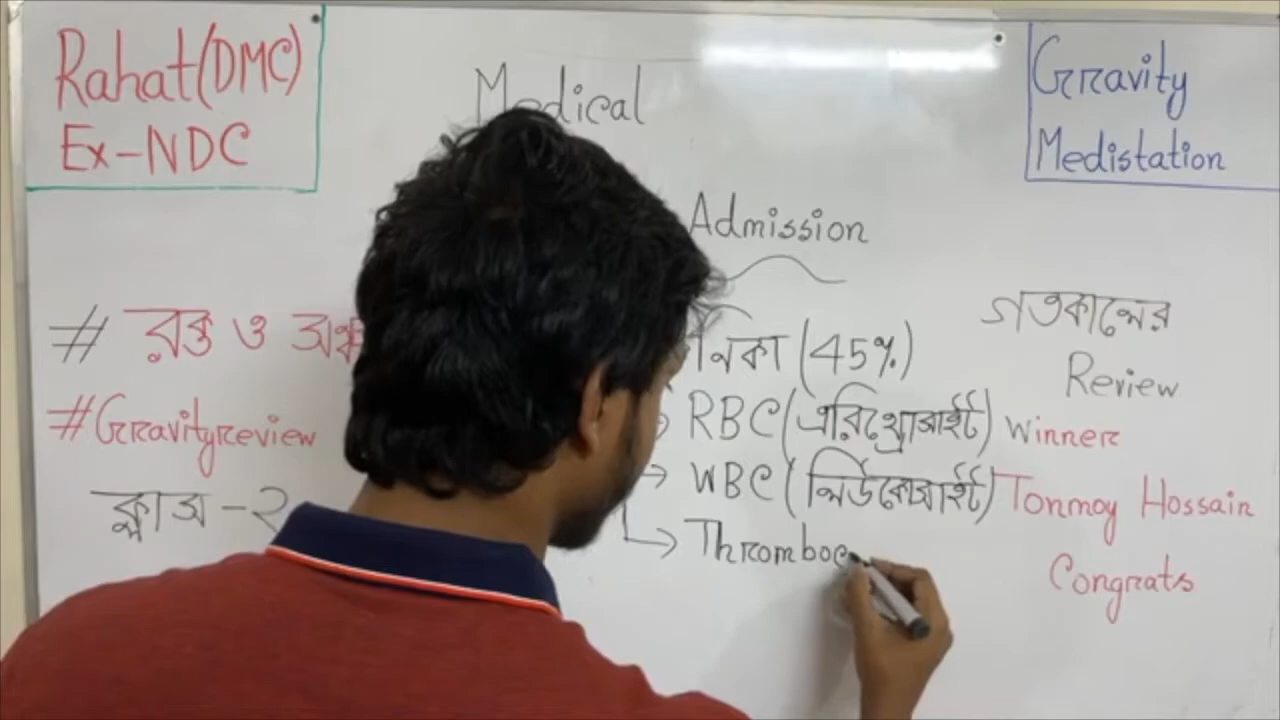 Rahat(DMC)
Ex-NDC
Medical
Admission
Gravity
Medistation
# রক্ত ও
#Gravityreview
ক্লাস-২
(45%)
RBC(এরিথ্রোসাইট)
WBC(লিউকোসাইট)
Thromboc
গতকালের
Review
Winner
Tonmoy Hossain
Congrats